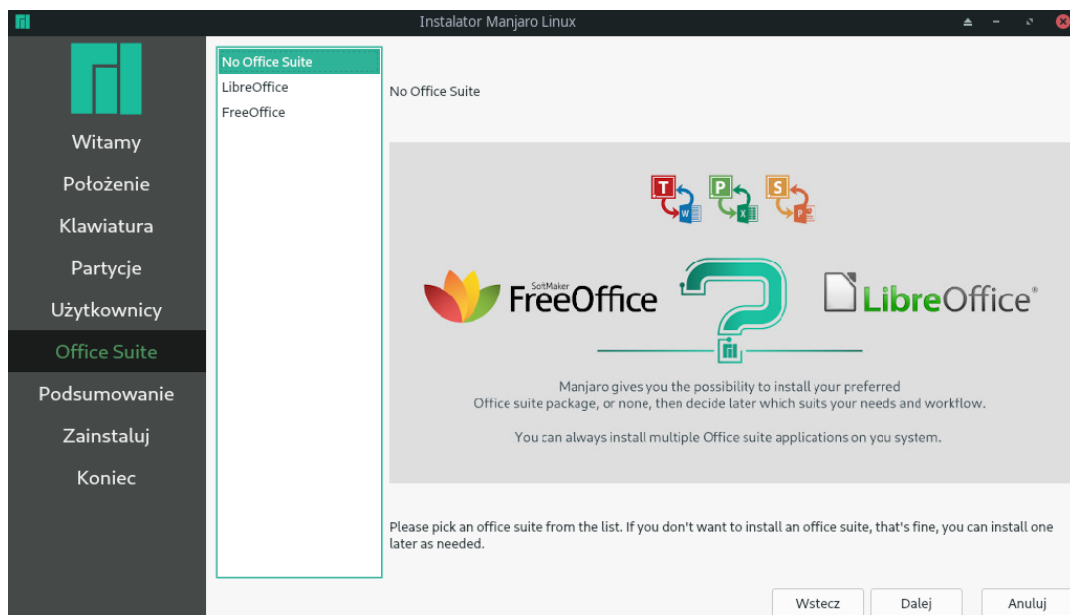 Instalator Manjaro Linux
Witamy
Położenie
Klawiatura
Partycje
Użytkownicy
Office Suite
Podsumowanie
Zainstaluj
Koniec
No Office Suite
LibreOffice
FreeOffice
No Office Suite
T P S
W X P
SoftMaker
FreeOffice
LibreOffice®
Manjaro gives you the possibility to install your preferred
Office suite package, or none, then decide later which suits your needs and workflow.
You can always install multiple Office suite applications on you system.
Please pick an office suite from the list. If you don't want to install an office suite, that's fine, you can install one
later as needed.
Wstecz Dalej Anuluj